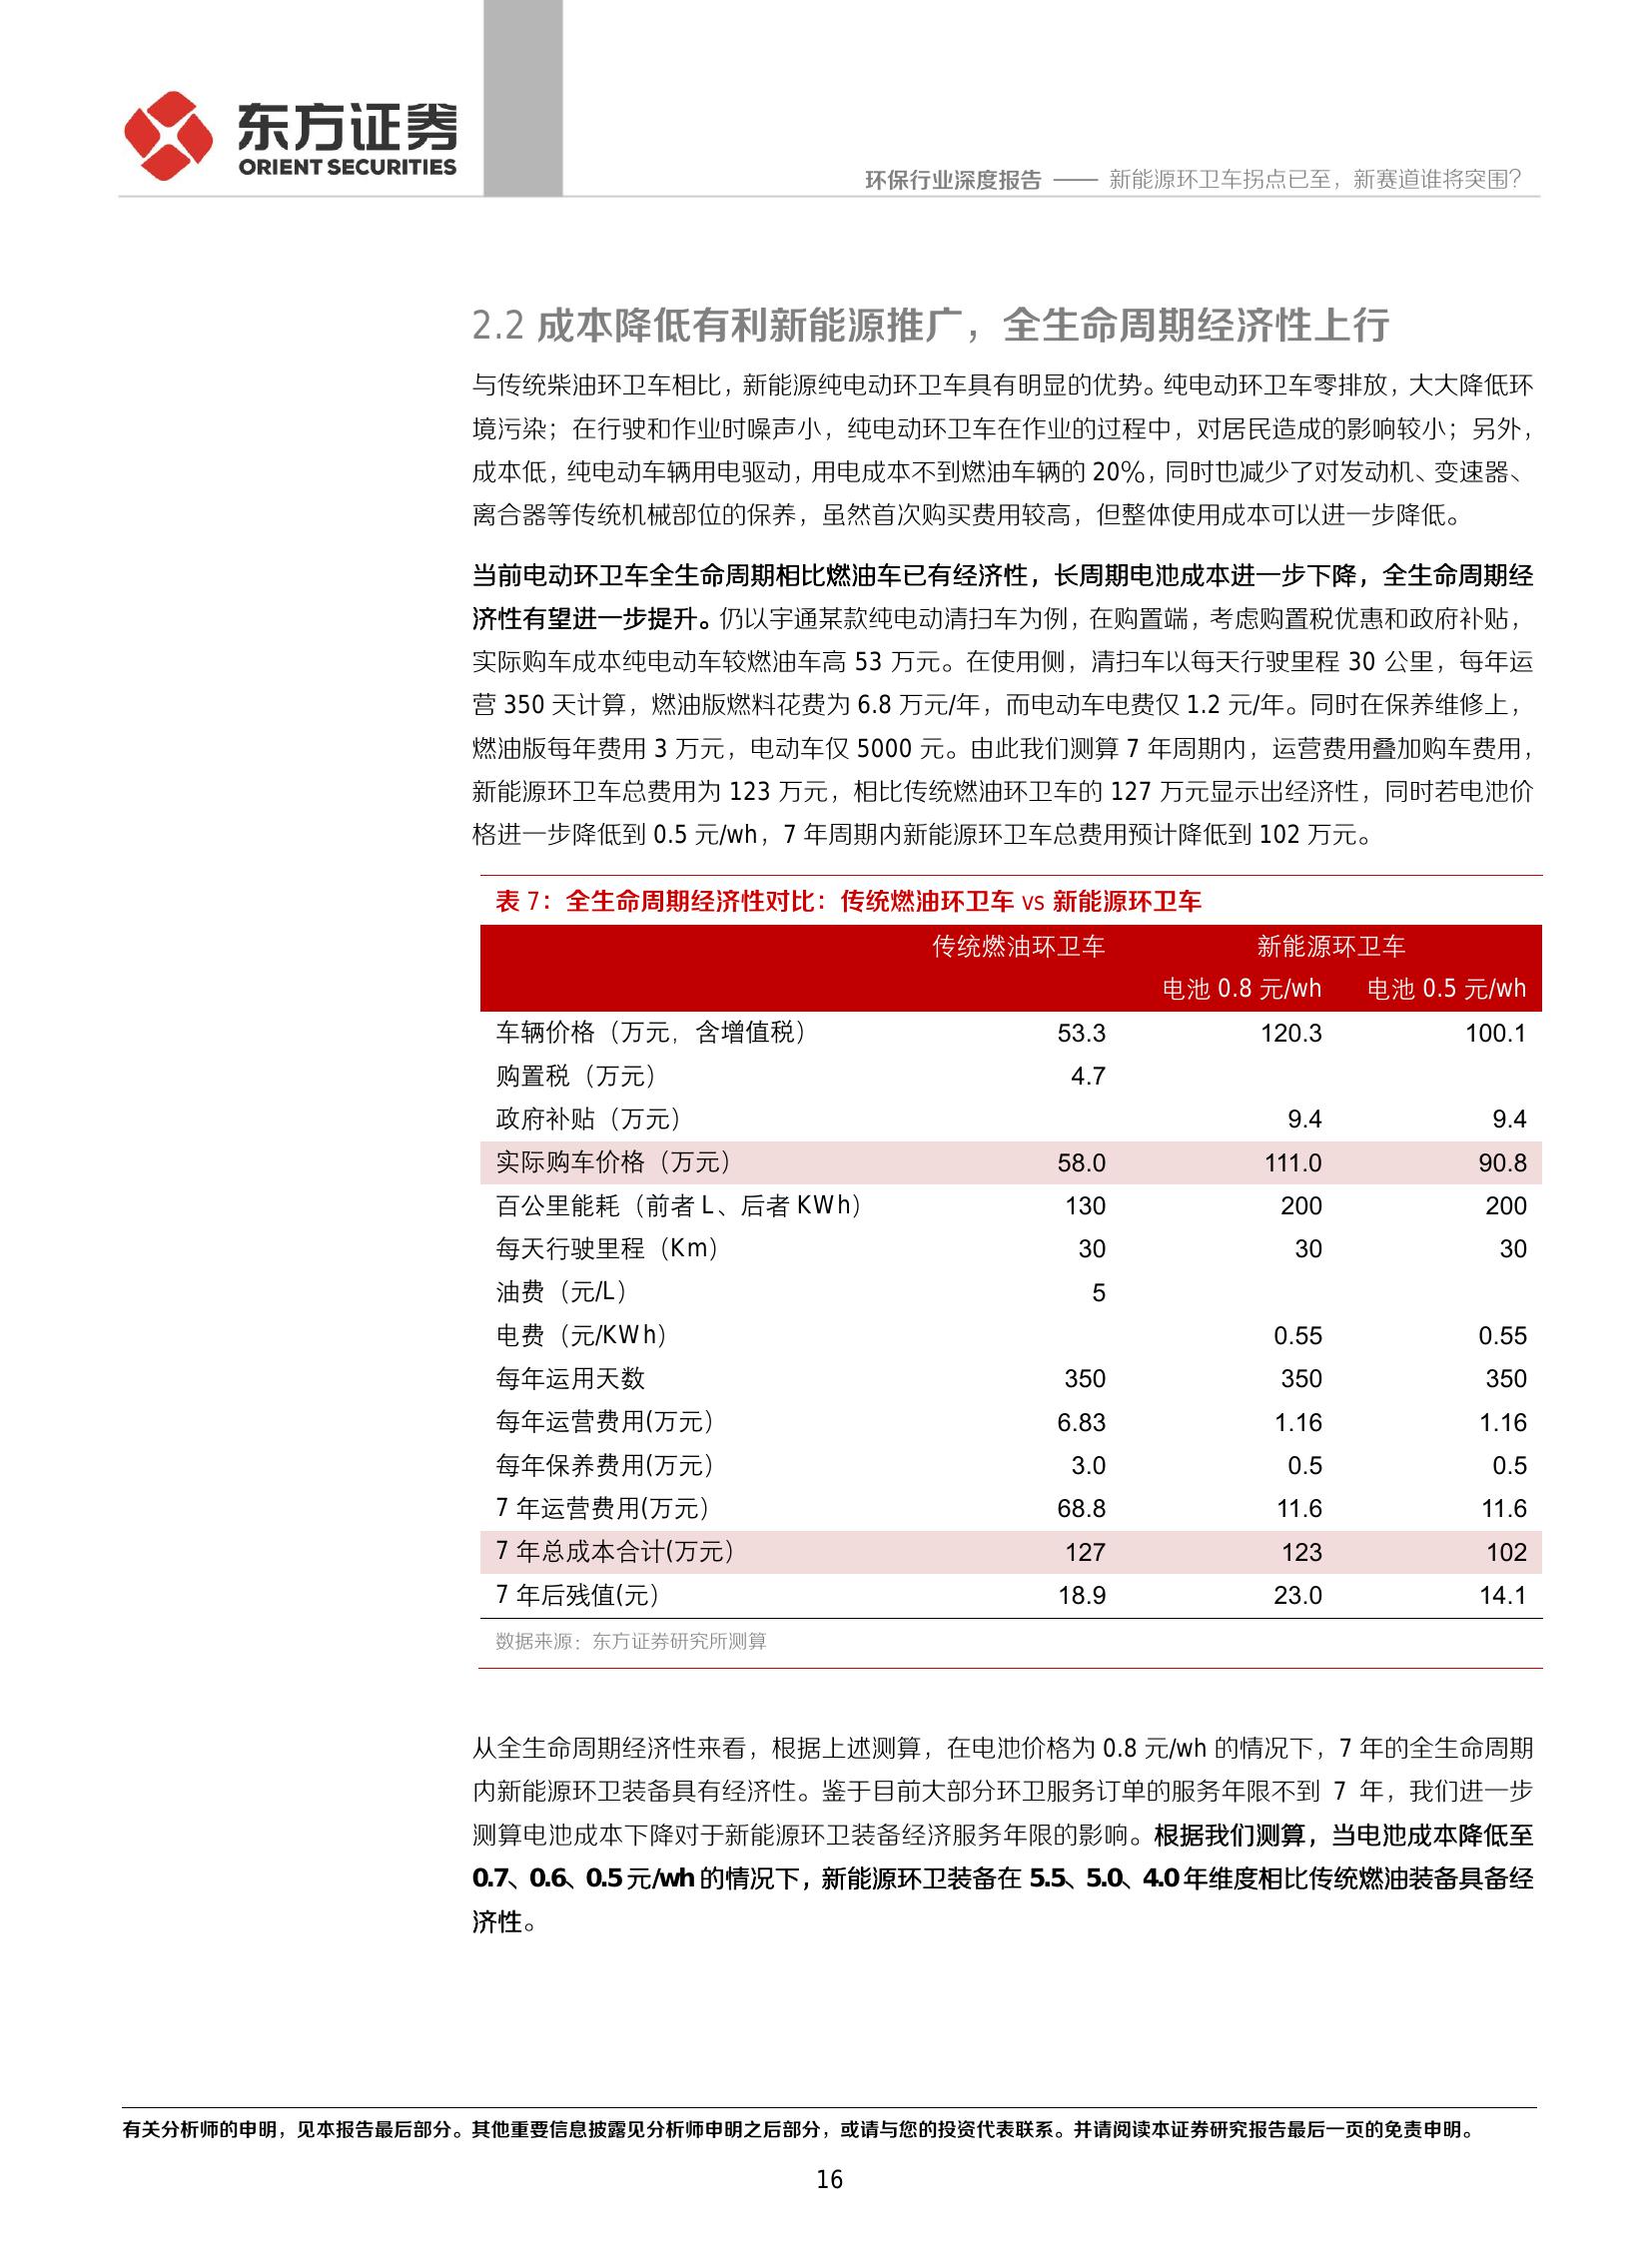 东方证券
ORIENT SECURITIES
环保行业深度报告 —— 新能源环卫车拐点已至，新赛道谁将突围？
2.2 成本降低有利新能源推广，全生命周期经济性上行
与传统柴油环卫车相比，新能源纯电动环卫车具有明显的优势。纯电动环卫车零排放，大大降低环
境污染；在行驶和作业时噪声小，纯电动环卫车在作业的过程中，对居民造成的影响较小；另外，
成本低，纯电动车辆用电驱动，用电成本不到燃油车辆的 20%，同时也减少了对发动机、变速器、
离合器等传统机械部位的保养，虽然首次购买费用较高，但整体使用成本可以进一步降低。
当前电动环卫车全生命周期相比燃油车已有经济性，长周期电池成本进一步下降，全生命周期经
济性有望进一步提升。仍以宇通某款纯电动清扫车为例，在购置端，考虑购置税优惠和政府补贴，
实际购车成本纯电动车较燃油车高 53 万元。在使用侧，清扫车以每天行驶里程 30 公里，每年运
营 350 天计算，燃油版燃料花费为 6.8 万元/年，而电动车电费仅 1.2 元/年。同时在保养维修上，
燃油版每年费用 3 万元，电动车仅 5000 元。由此我们测算 7 年周期内，运营费用叠加购车费用，
新能源环卫车总费用为 123 万元，相比传统燃油环卫车的 127 万元显示出经济性，同时若电池价
格进一步降低到 0.5 元/wh，7 年周期内新能源环卫车总费用预计降低到 102 万元。
表 7：全生命周期经济性对比：传统燃油环卫车 vs 新能源环卫车
传统燃油环卫车 新能源环卫车
电池 0.8 元/wh 电池 0.5 元/wh
车辆价格（万元，含增值税） 53.3 120.3 100.1
购置税（万元） 4.7
政府补贴（万元） 9.4 9.4
实际购车价格（万元） 58.0 111.0 90.8
百公里能耗（前者 L、后者 KWh） 130 200 200
每天行驶里程（Km） 30 30 30
油费（元/L） 5
电费（元/KWh） 0.55 0.55
每年运用天数 350 350 350
每年运营费用(万元） 6.83 1.16 1.16
每年保养费用(万元） 3.0 0.5 0.5
7 年运营费用(万元） 68.8 11.6 11.6
7 年总成本合计(万元） 127 123 102
7 年后残值(元） 18.9 23.0 14.1
数据来源：东方证券研究所测算
从全生命周期经济性来看，根据上述测算，在电池价格为 0.8 元/wh 的情况下，7 年的全生命周期
内新能源环卫装备具有经济性。鉴于目前大部分环卫服务订单的服务年限不到 7 年，我们进一步
测算电池成本下降对于新能源环卫装备经济服务年限的影响。根据我们测算，当电池成本降低至
0.7、0.6、0.5 元/wh 的情况下，新能源环卫装备在 5.5、5.0、4.0 年维度相比传统燃油装备具备经
济性。
有关分析师的申明，见本报告最后部分。其他重要信息披露见分析师申明之后部分，或请与您的投资代表联系。并请阅读本证券研究报告最后一页的免责申明。
16